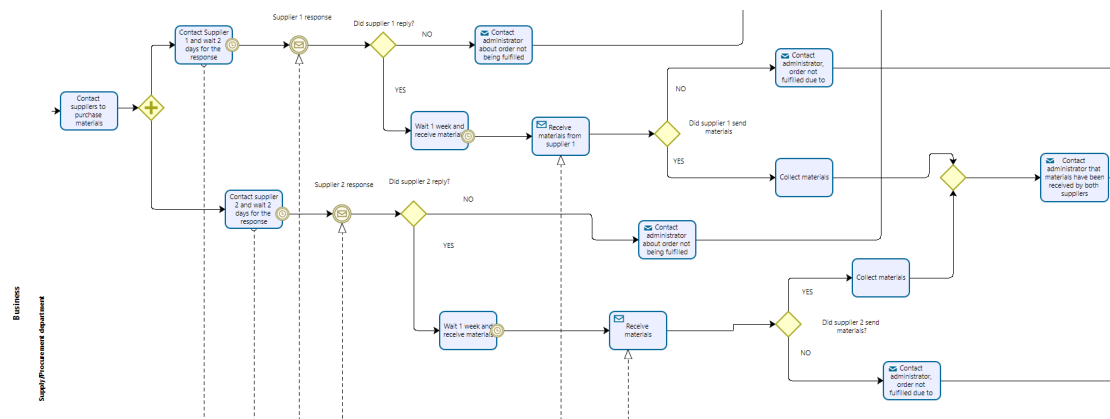 Supplier 1 response
Did supplier 1 reply?
Contact Supplier
1 and wait 2
days for the
response
NO
Contact
administrator
about order not
being fulfilled
Contact
administrator,
order not
fulfilled due to
Contact
suppliers to
purchase
materials
YES
NO
Wait 1 week and
receive materials
Receive
materials from
supplier 1
Did supplier 1 send
materials
YES
Collect materials
Contact
administrator that
materials have been
received by both
suppliers
Supplier 2 response
Did supplier 2 reply?
Contact supplier
2 and wait 2
days for the
response
NO
Contact
administrator
about order not
being fulfilled
YES
Collect materials
YES
Business
Supply/Procurement department
Wait 1 week and
receive materials
Receive
materials
Did supplier 2 send
materials?
NO
Contact
administrator,
order not
fulfilled due to